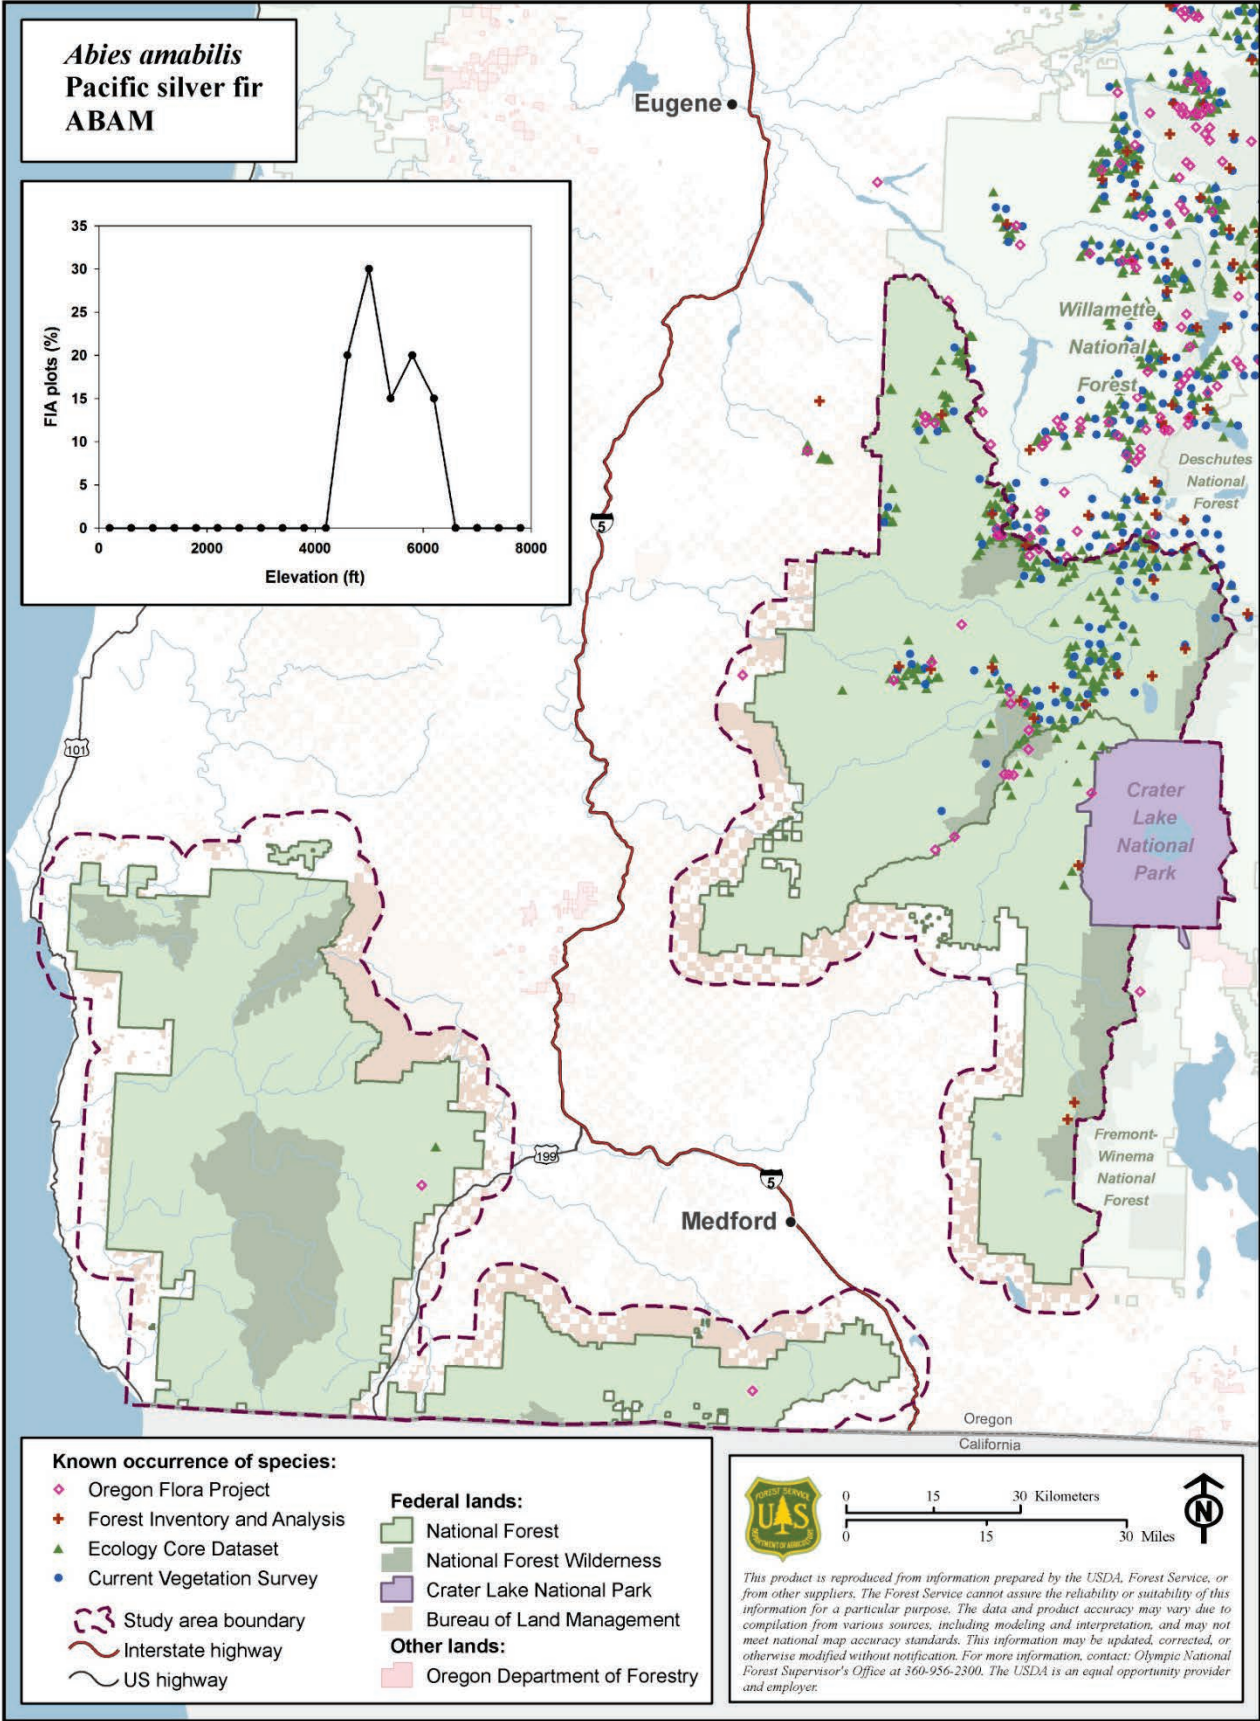 Abies amabilis
Pacific silver fir
ABAM
Eugene
35
30
25
20
15
10
5
0
FIA plots (%)
0 2000 4000 6000 8000
Elevation (ft)
Willamette
National
Forest
Deschutes
National
Forest
5
101
Crater
Lake
National
Park
199
5
Fremont-
Winema
National
Forest
Medford
Oregon
California
Known occurrence of species:
Oregon Flora Project
Forest Inventory and Analysis
Ecology Core Dataset
Current Vegetation Survey
Study area boundary
Interstate highway
US highway
Federal lands:
National Forest
National Forest Wilderness
Crater Lake National Park
Bureau of Land Management
Other lands:
Oregon Department of Forestry
FOREST SERVICE
U S
DEPARTMENT OF AGRICULTURE
0 15 30 Kilometers
0 15 30 Miles
N
This product is reproduced from information prepared by the USDA, Forest Service, or
from other suppliers. The Forest Service cannot assure the reliability or suitability of this
information for a particular purpose. The data and product accuracy may vary due to
compilation from various sources, including modeling and interpretation, and may not
meet national map accuracy standards. This information may be updated, corrected, or
otherwise modified without notification. For more information, contact: Olympic National
Forest Supervisor's Office at 360-956-2300. The USDA is an equal opportunity provider
and employer.